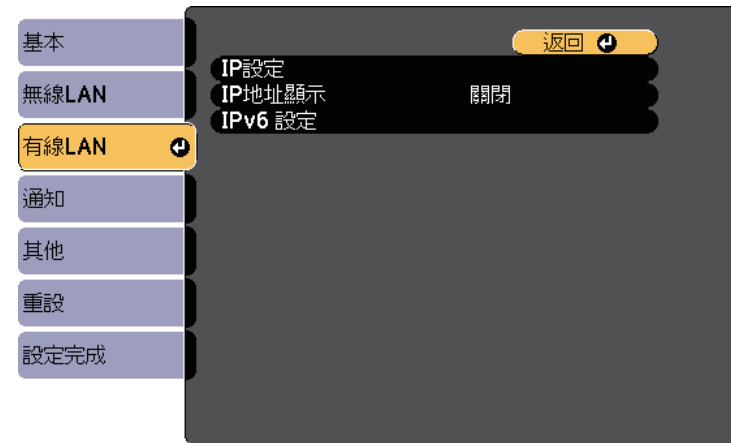 基本
無線LAN
有線LAN
通知
其他
重設
設定完成
返回
IP設定
IP地址顯示 關閉
IPv6 設定